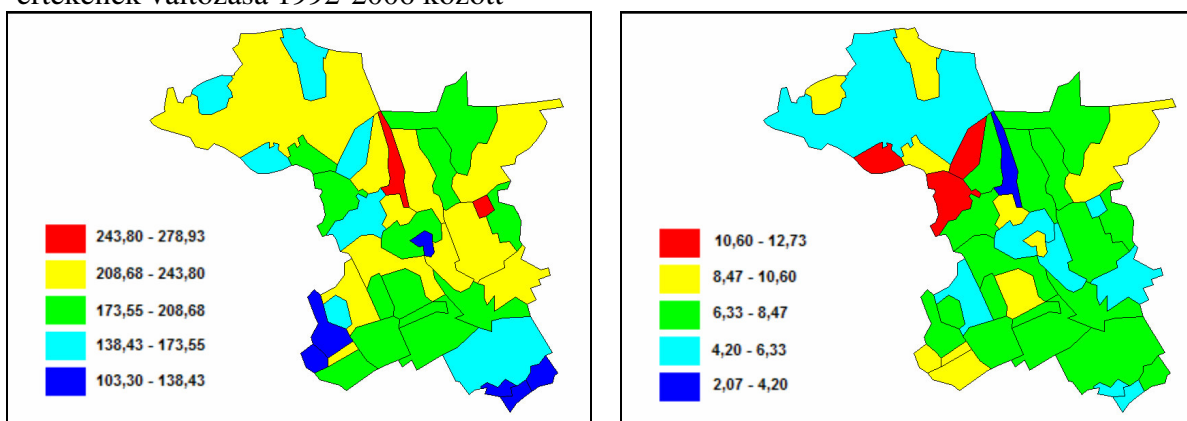 értékének változása 1992-2006 között
243,80 - 278,93
208,68 - 243,80
173,55 - 208,68
138,43 - 173,55
103,30 - 138,43
10,60 - 12,73
8,47 - 10,60
6,33 - 8,47
4,20 - 6,33
2,07 - 4,20